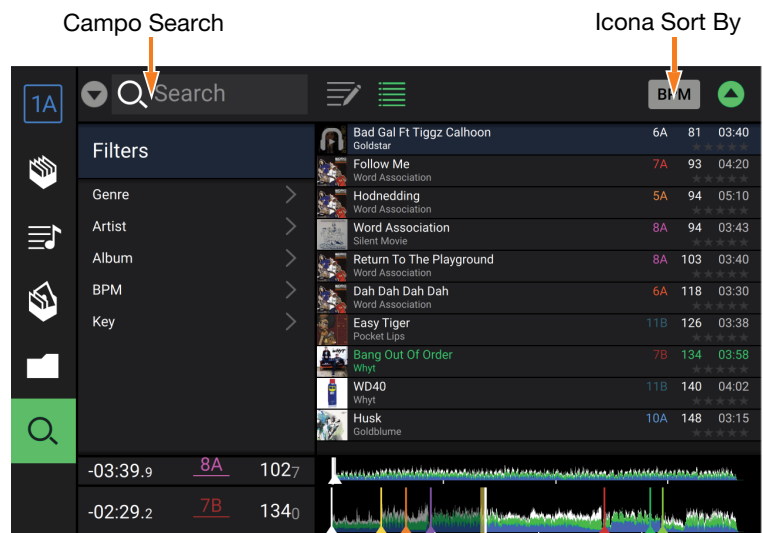 Campo Search
Icona Sort By
1A
Search
BPM
Filters
Genre
Artist
Album
BPM
Key
Bad Gal Ft Tiggz Calhoun 6A 81 03:40
Goldstar
Follow Me 7A 93 04:20
Word Association
Hodnedding 5A 94 05:10
Word Association
Word Association 8A 94 03:43
Silent Movie
Return To The Playground 8A 103 03:40
Word Association
Dah Dah Dah Dah 6A 118 03:30
Word Association
Easy Tiger 11B 126 03:38
Pocket Lips
Bang Out Of Order 7B 134 03:58
Whyt
WD40 11B 140 04:02
Whyt
Husk 10A 148 03:15
Goldblume
-03:39.9 8A 1027
-02:29.2 7B 1340